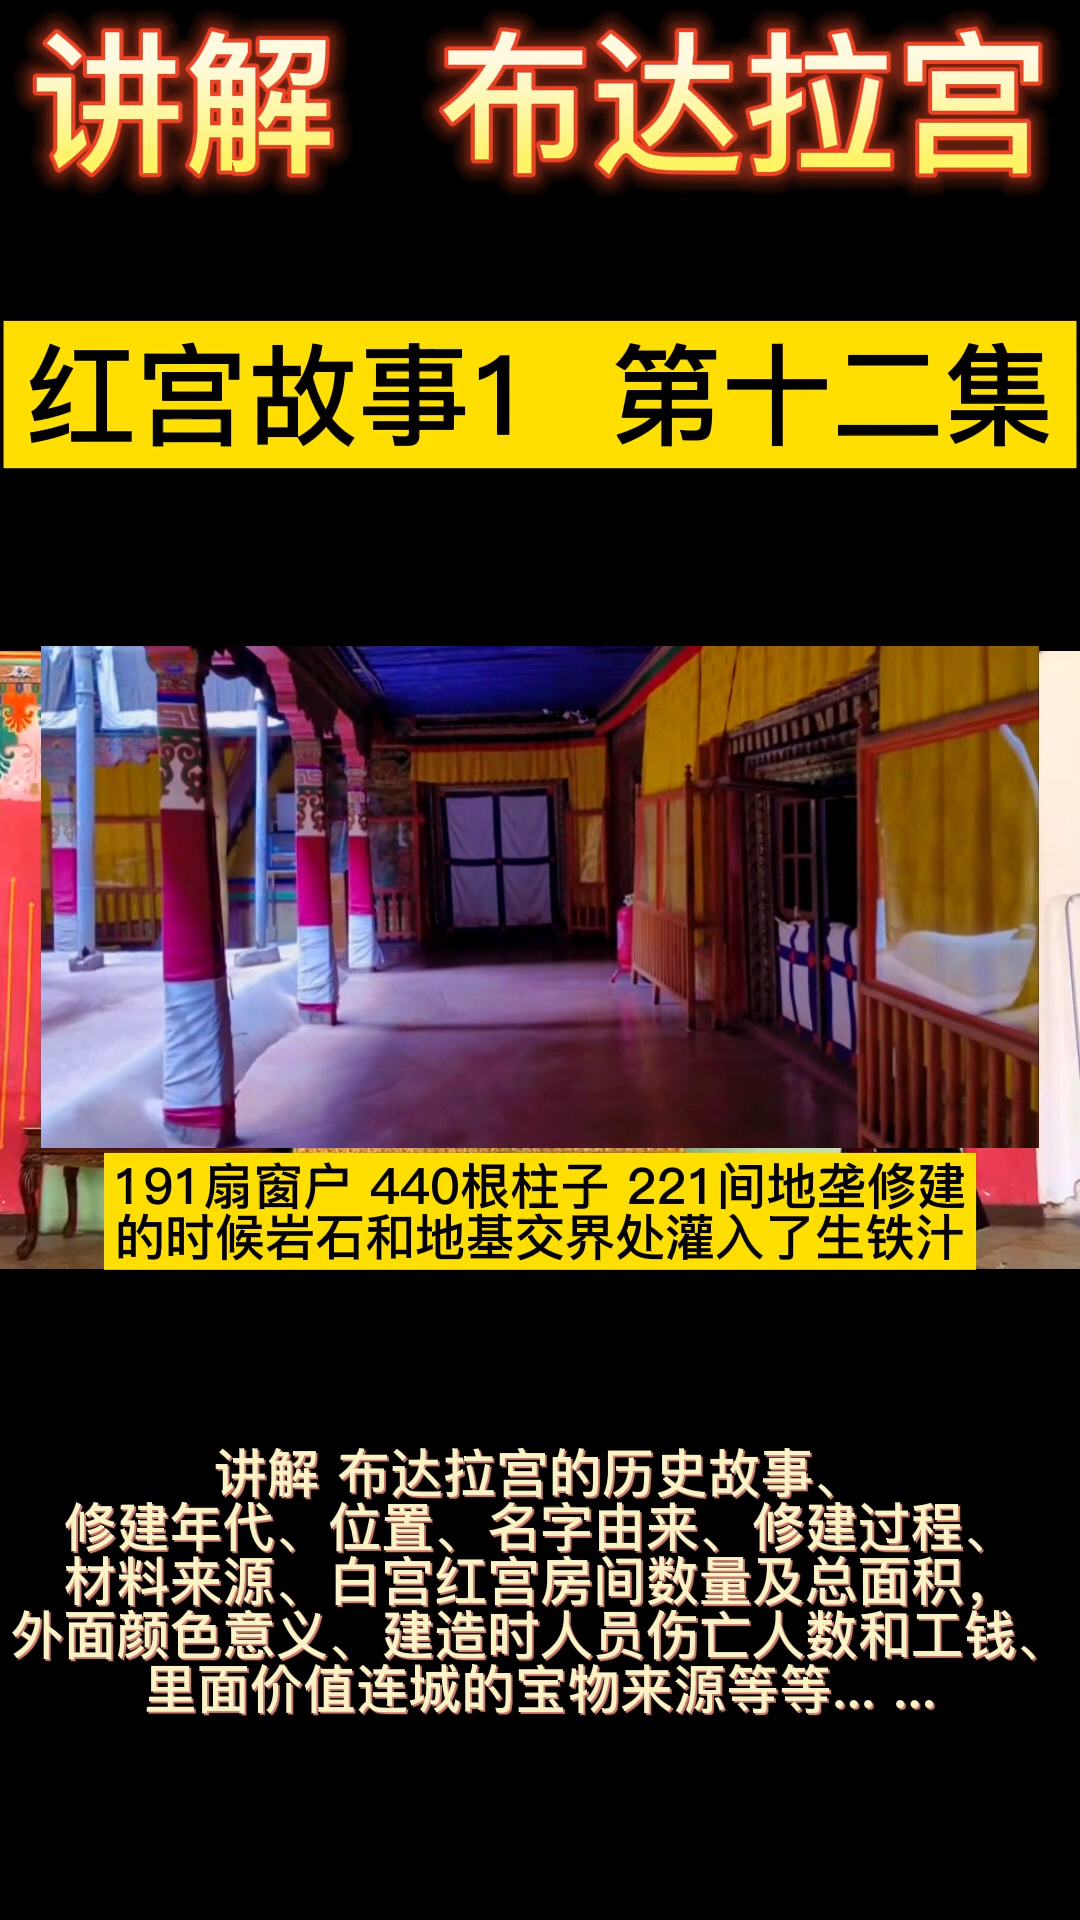 讲解 布达拉宫
红宫故事1 第十二集
191扇窗户 440根柱子 221间地垄修建
的时候岩石和地基交界处灌入了生铁汁
讲解 布达拉宫的历史故事、
修建年代、位置、名字由来、修建过程、
材料来源、白宫红宫房间数量及总面积，
外面颜色意义、建造时人员伤亡人数和工钱、
里面价值连城的宝物来源等等... ...